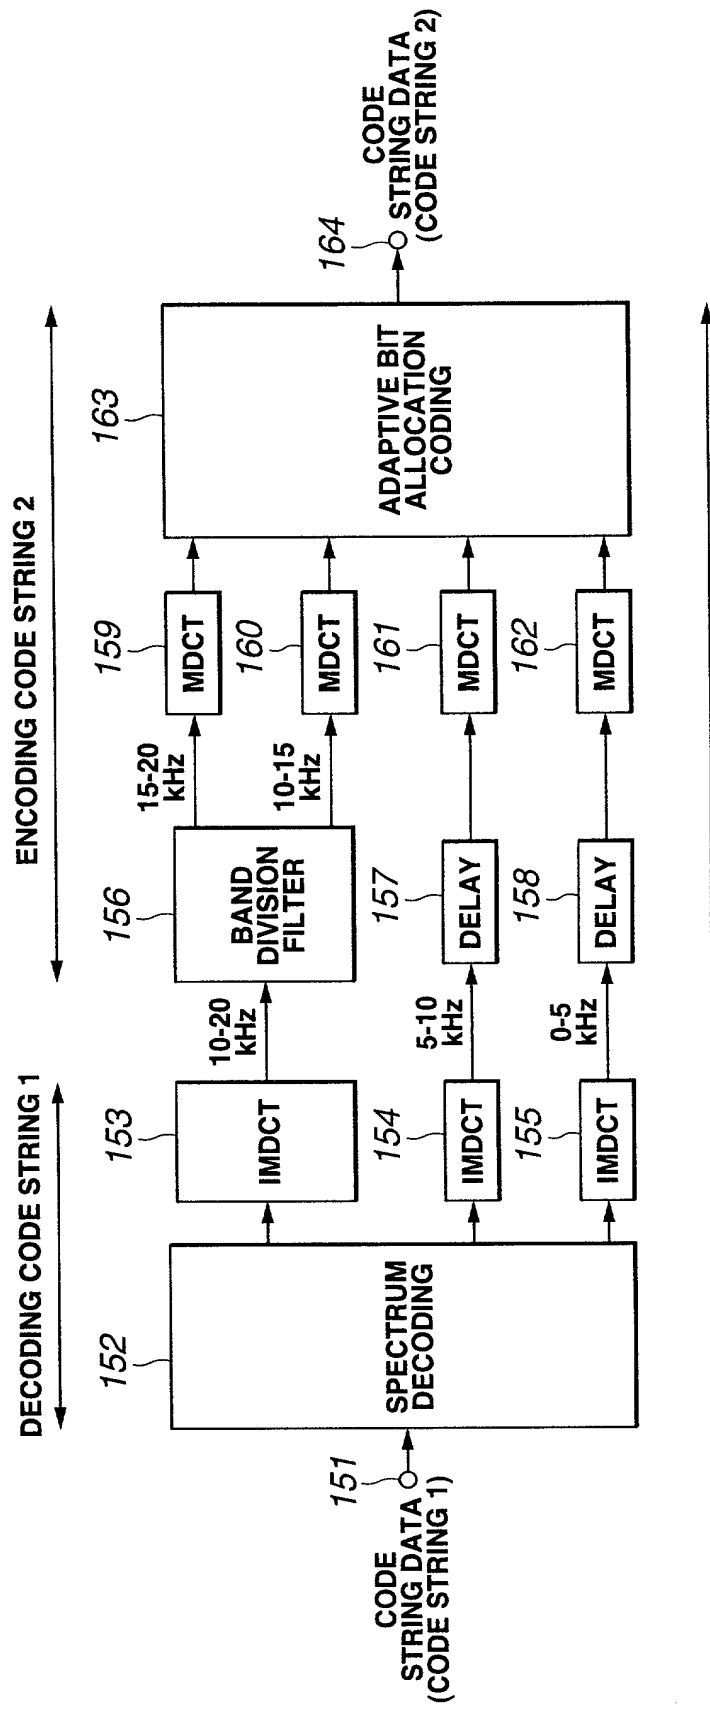 DECODING CODE STRING 1
ENCODING CODE STRING 2
CODE
STRING DATA
(CODE STRING 1)
151
152
SPECTRUM
DECODING
153
IMDCT
154
IMDCT
155
IMDCT
10-20
kHz
5-10
kHz
0-5
kHz
156
BAND
DIVISION
FILTER
157
DELAY
158
DELAY
15-20
kHz
10-15
kHz
159
MDCT
160
MDCT
161
MDCT
162
MDCT
163
ADAPTIVE BIT
ALLOCATION
CODING
164
CODE
STRING DATA
(CODE STRING 2)